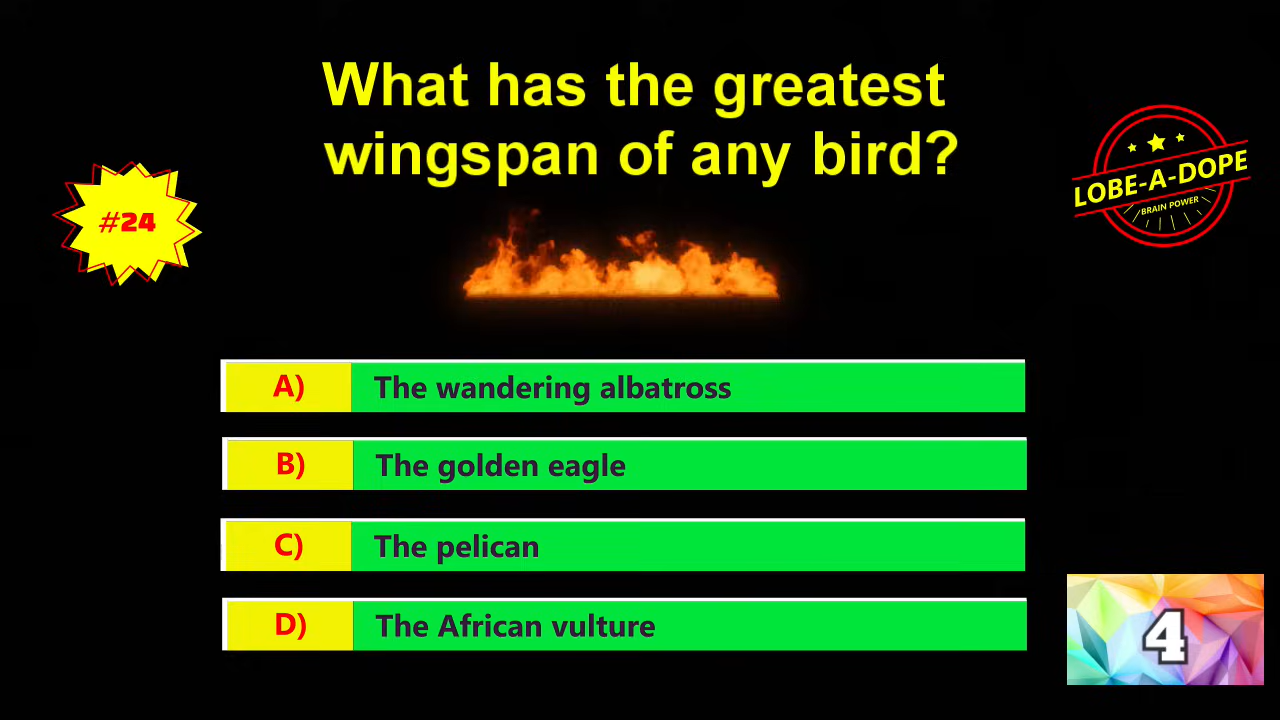 What has the greatest
wingspan of any bird?
#24
LOBE-A-DOPE
BRAIN POWER
A) The wandering albatross
B) The golden eagle
C) The pelican
D) The African vulture
4